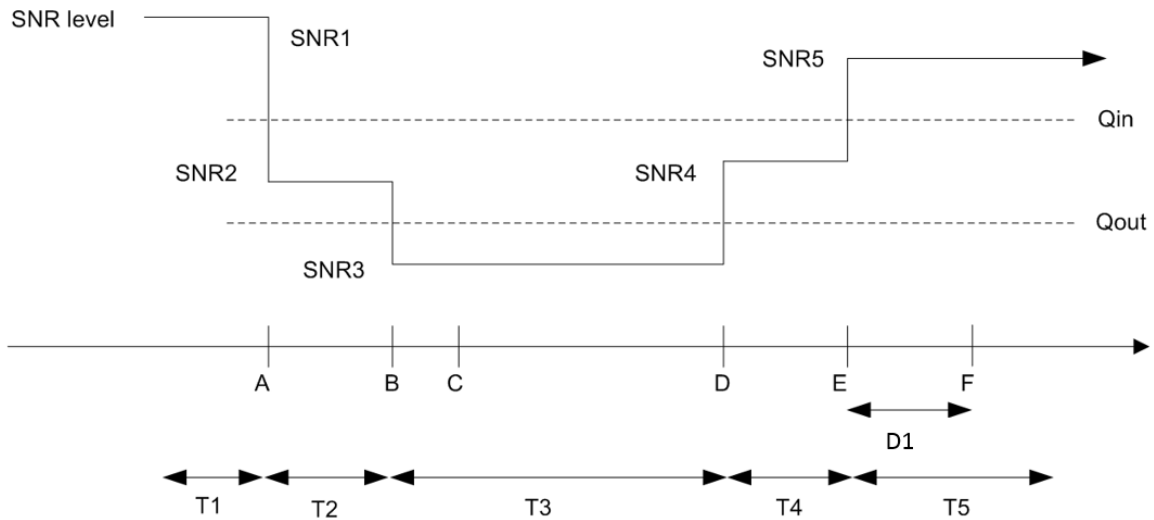 SNR level
SNR1
SNR5
Qin
SNR2
SNR4
Qout
SNR3
A B C D E F
D1
T1 T2 T3 T4 T5